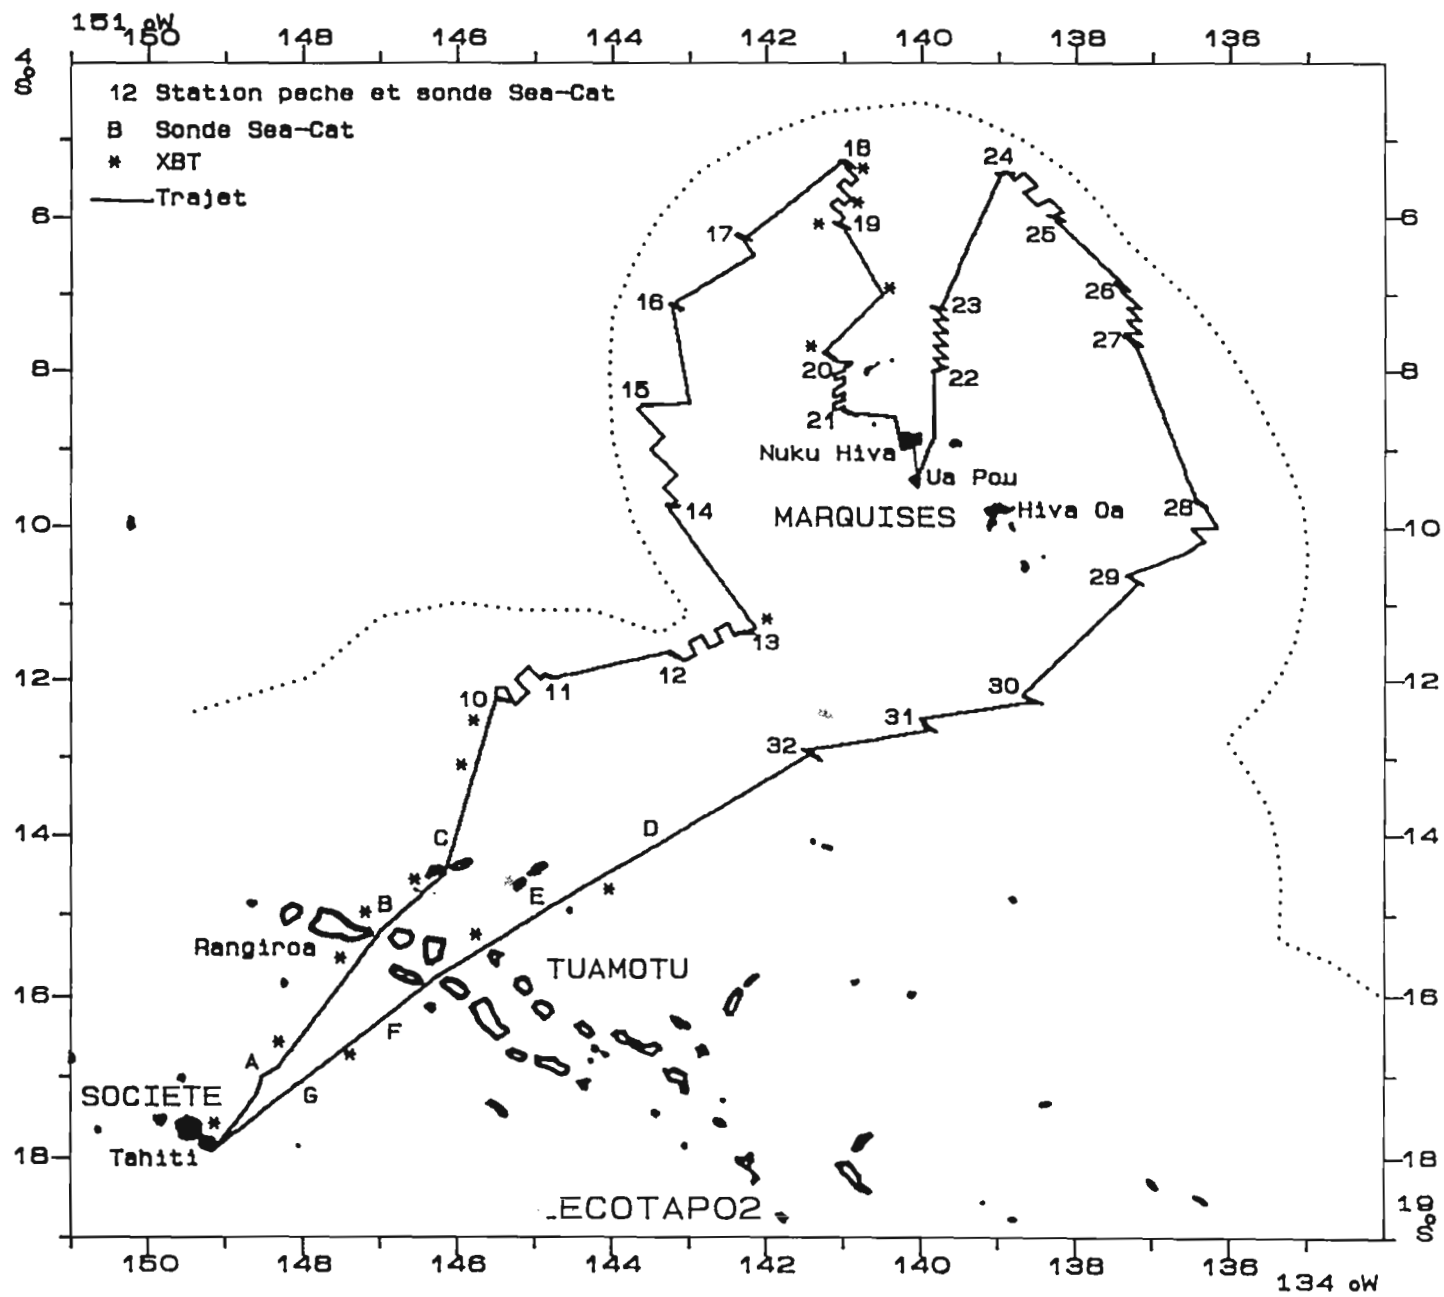 151 oW
150 148 146 144 142 140 138 136
4 oS
12 Station peche et sonde Sea-Cat
B Sonde Sea-Cat
* XBT
Trajet
18
24
6 17 19 25 6
16 23 26
27
8 15 20 22 8
21
Nuku Hiva
Ua Pou
14 MARQUISES Hiva Oa 28
10 10
29
13
12 10 11 12 30 12
31
32
14 C D 14
B E
Rangiroa
TUAMOTU
16 16
F
A
SOCIETE G
Tahiti
18 18
ECOTAPO2
19 oS
150 148 146 144 142 140 138 136
134 oW